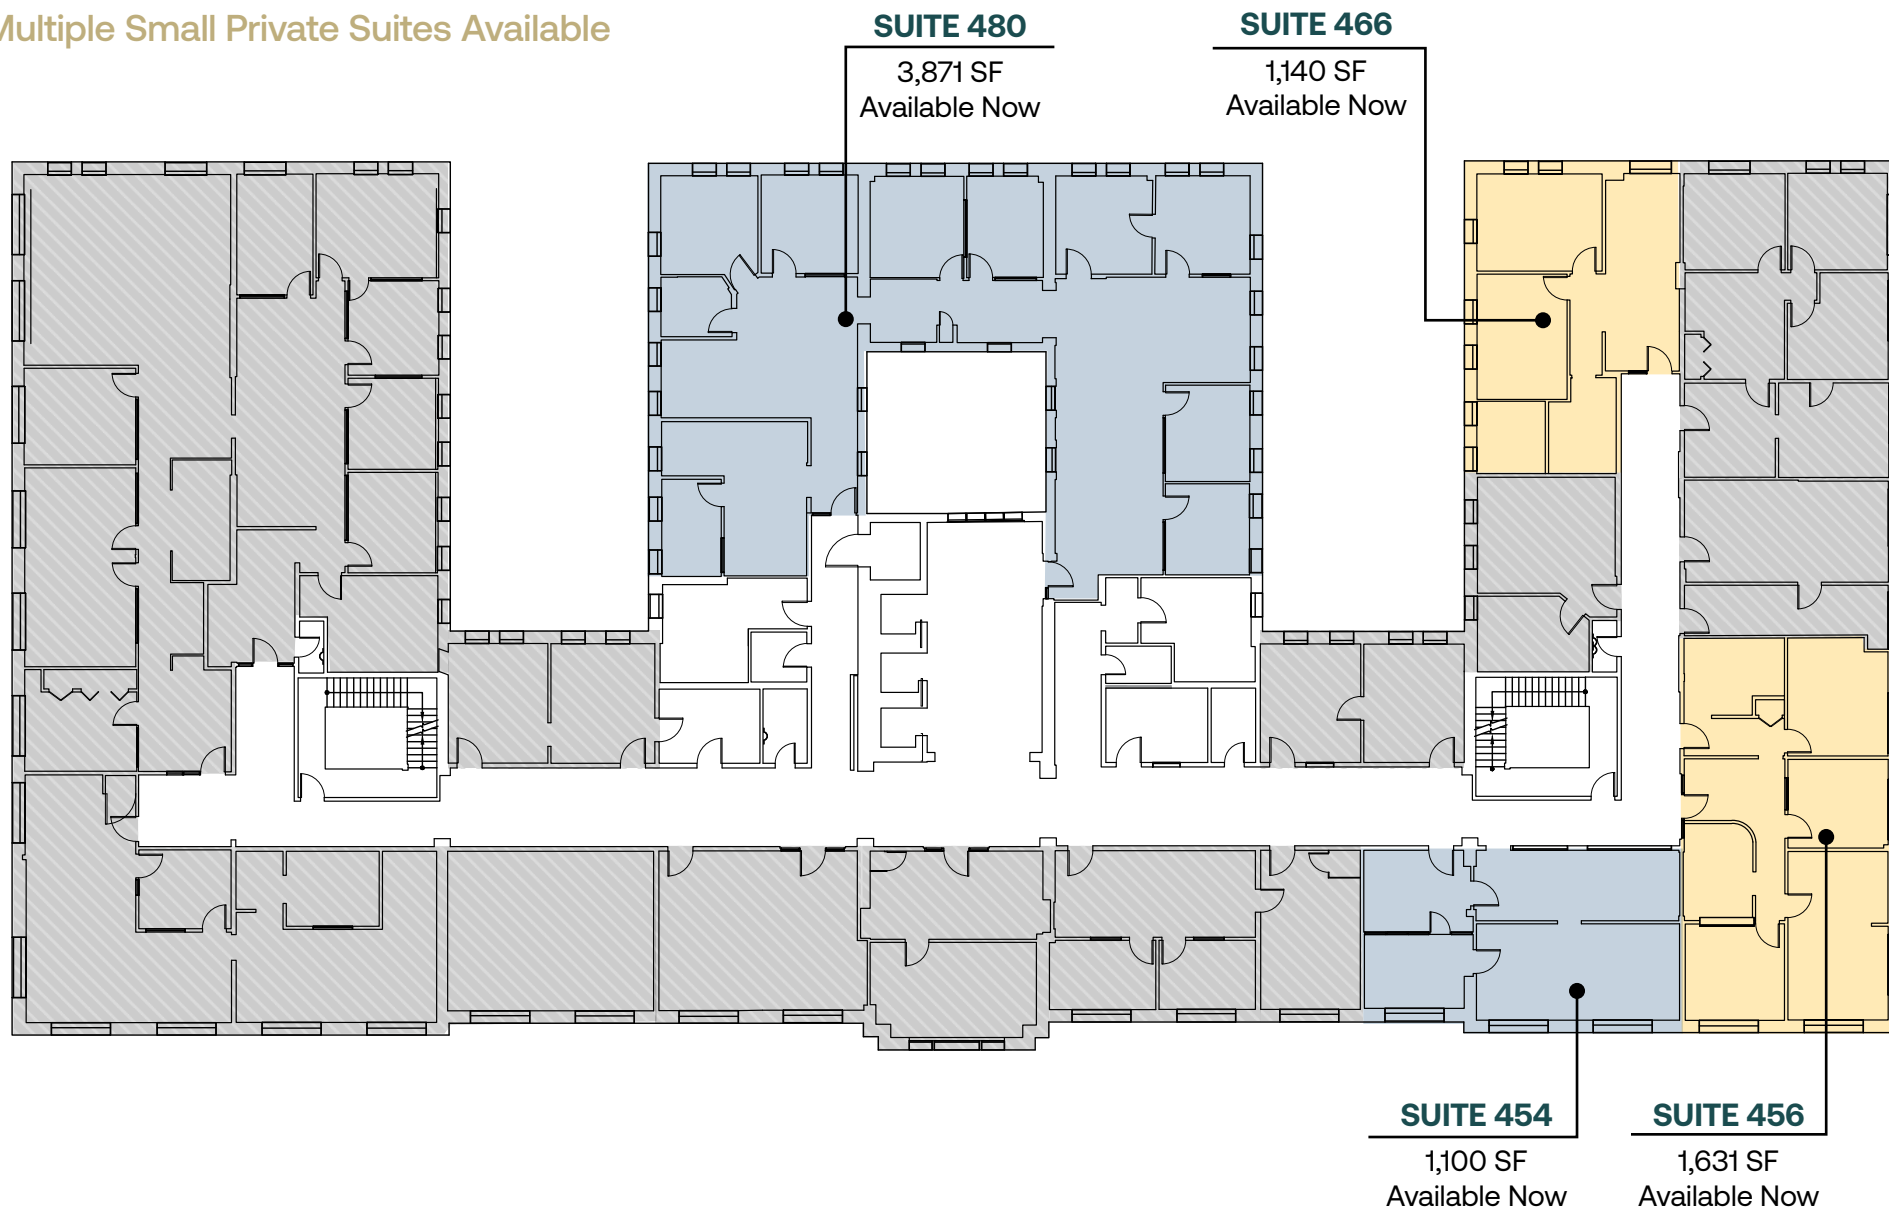 Multiple Small Private Suites Available
SUITE 480
3,871 SF
Available Now
SUITE 466
1,140 SF
Available Now
SUITE 454
1,100 SF
Available Now
SUITE 456
1,631 SF
Available Now